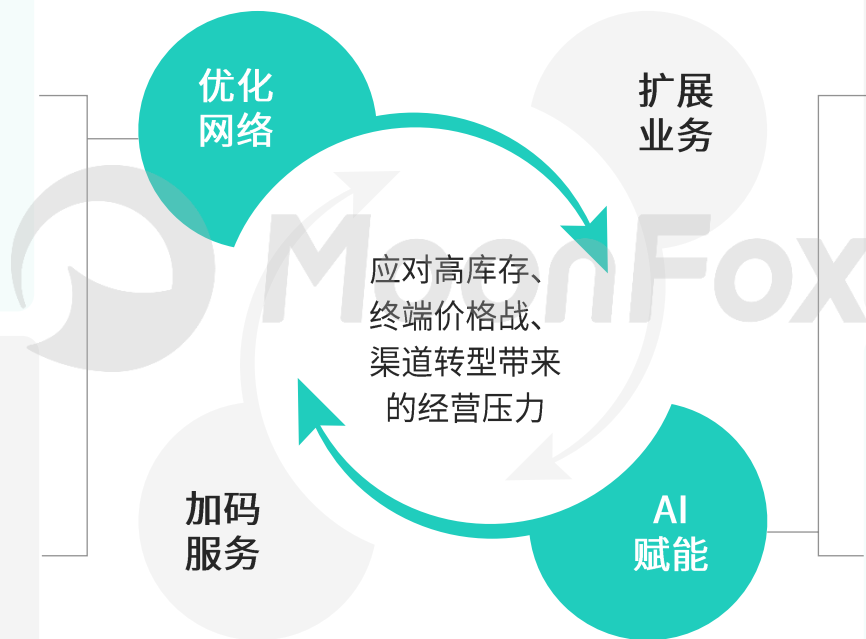 优化
网络
扩展
业务
MoonFox
应对高库存、
终端价格战、
渠道转型带来
的经营压力
加码
服务
AI
赋能